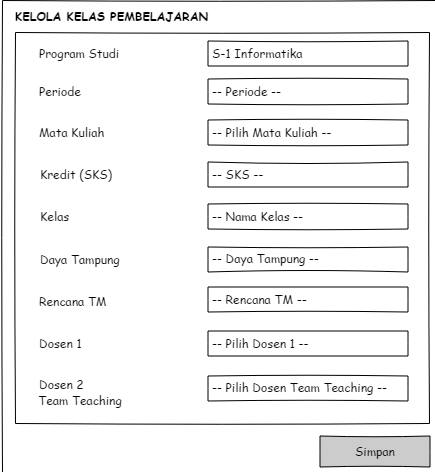 KELOLA KELAS PEMBELAJARAN
Program Studi S-1 Informatika
Periode -- Periode --
Mata Kuliah -- Pilih Mata Kuliah --
Kredit (SKS) -- SKS --
Kelas -- Nama Kelas --
Daya Tampung -- Daya Tampung --
Rencana TM -- Rencana TM --
Dosen 1 -- Pilih Dosen 1 --
Dosen 2 -- Pilih Dosen Team Teaching --
Team Teaching
Simpan